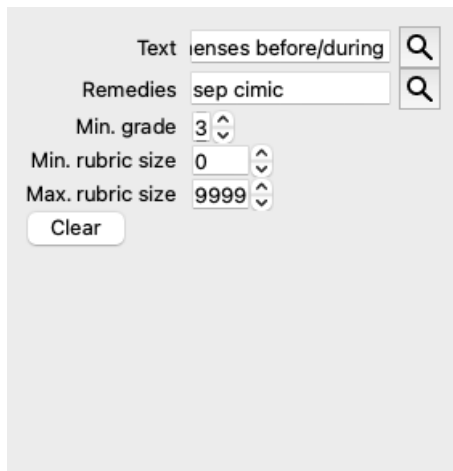 Text enses before/during
Remedies sep cimic
Min. grade 3
Min. rubric size 0
Max. rubric size 9999
Clear